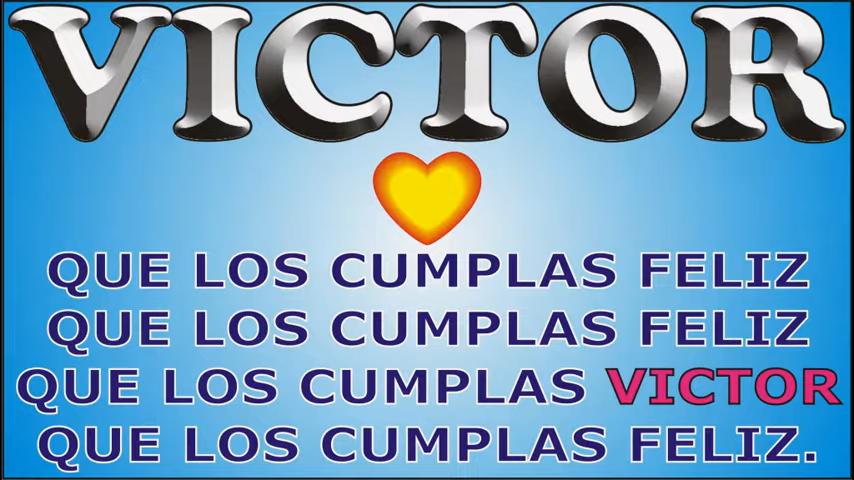 VICTOR
QUE LOS CUMPLAS FELIZ
QUE LOS CUMPLAS FELIZ
QUE LOS CUMPLAS VICTOR
QUE LOS CUMPLAS FELIZ.